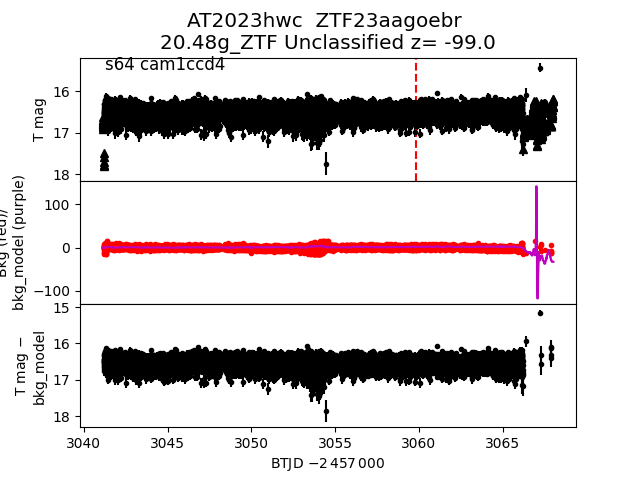 AT2023hwc  ZTF23aagoebr
20.48g_ZTF Unclassified z= -99.0
s64 cam1ccd4
T mag
16
17
18
Bkg (red)/
bkg_model (purple)
100
0
−100
T mag −
bkg_model
15
16
17
18
3040 3045 3050 3055 3060 3065
BTJD −2 457 000